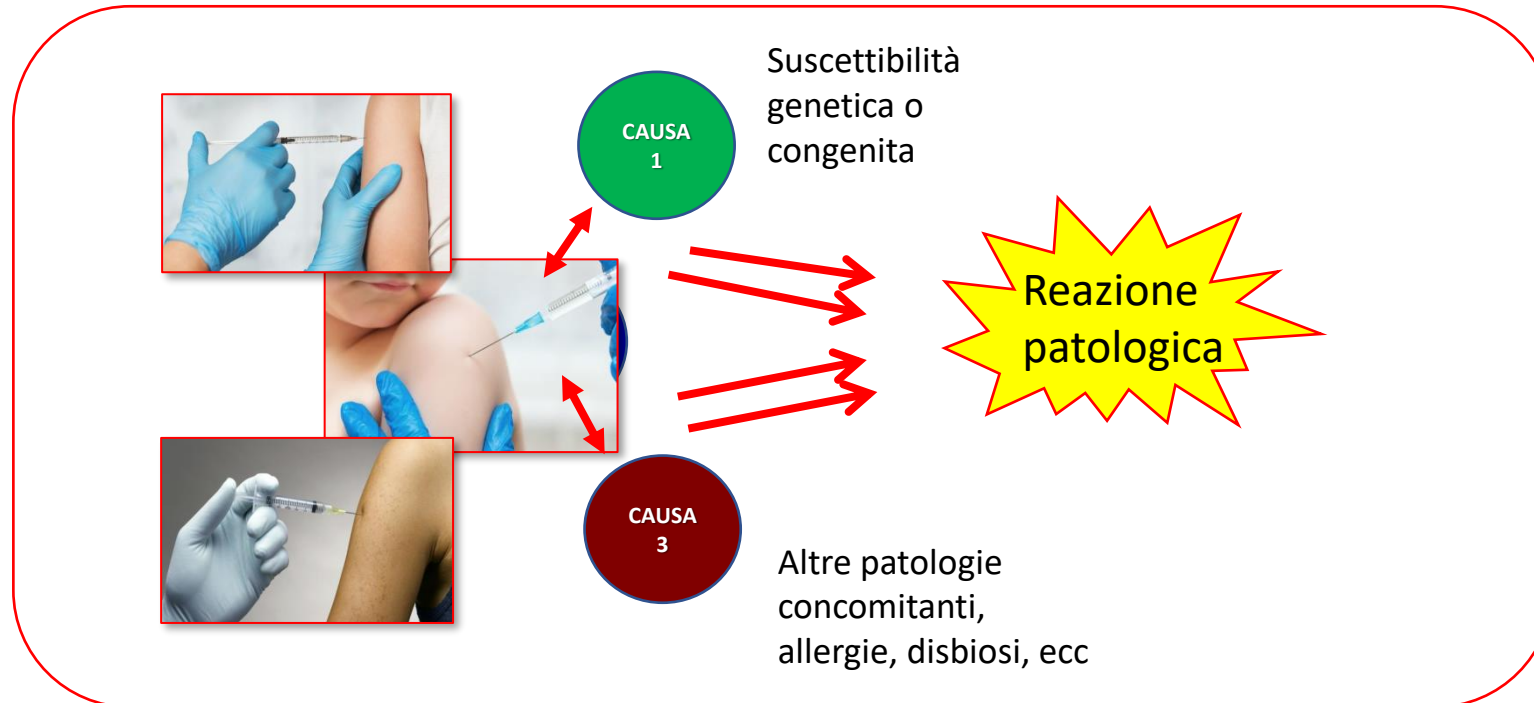 Suscettibilità
genetica o
congenita
CAUSA
1
Reazione
patologica
CAUSA
3
Altre patologie
concomitanti,
allergie, disbiosi, ecc